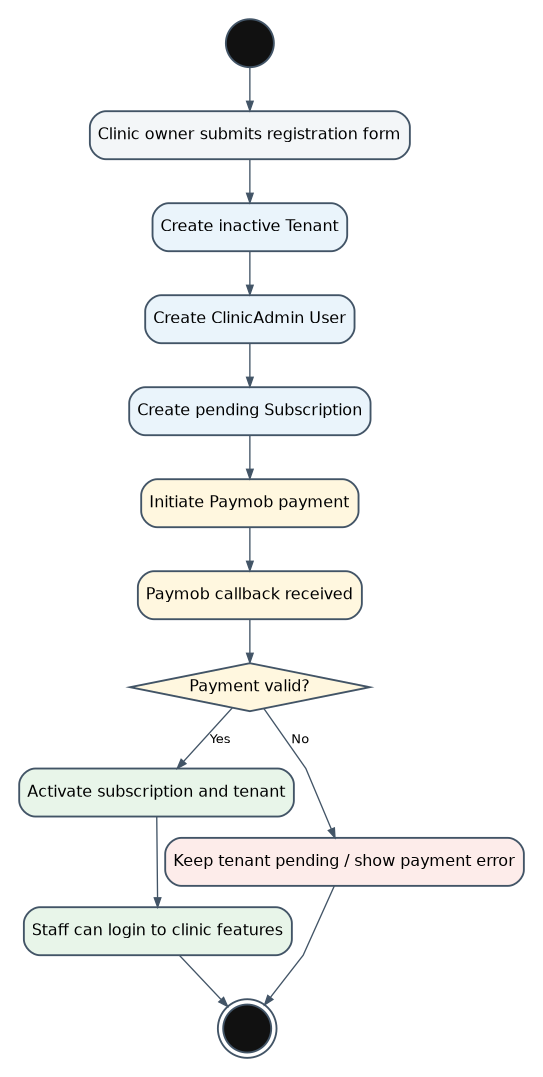 Clinic owner submits registration form
Create inactive Tenant
Create ClinicAdmin User
Create pending Subscription
Initiate Paymob payment
Paymob callback received
Payment valid?
Yes
No
Activate subscription and tenant
Keep tenant pending / show payment error
Staff can login to clinic features